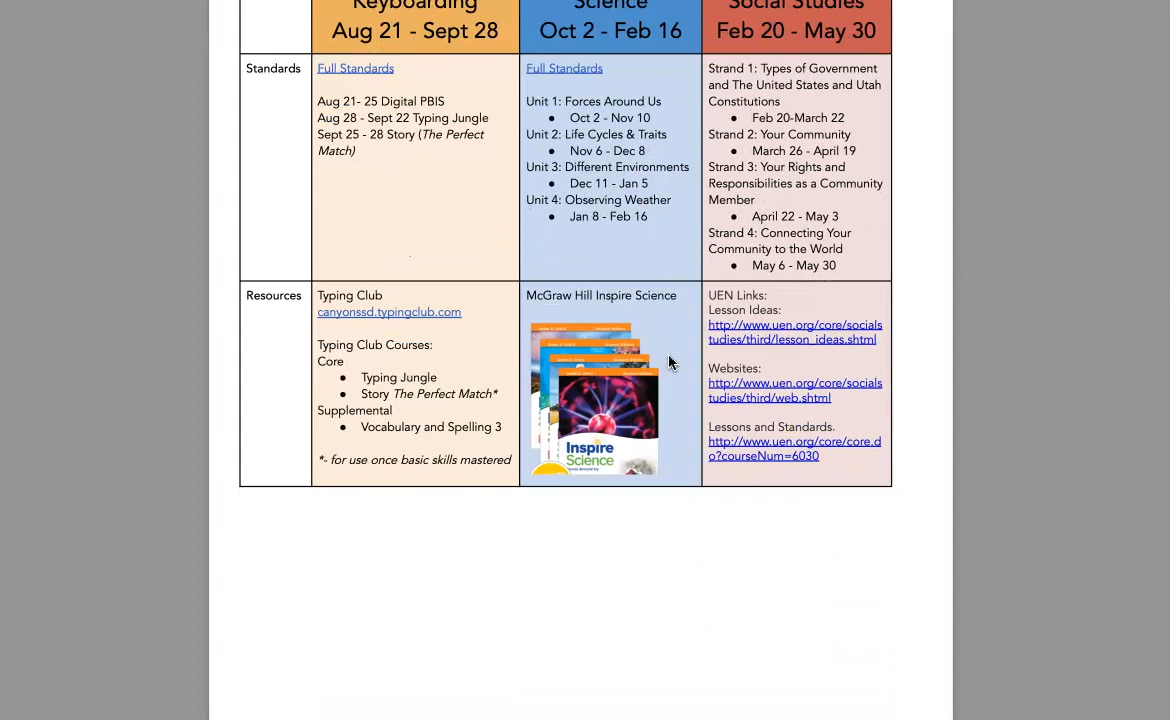 Keyboarding
Aug 21 - Sept 28
Science
Oct 2 - Feb 16
Social Studies
Feb 20 - May 30
Standards
Full Standards
Aug 21- 25 Digital PBIS
Aug 28 - Sept 22 Typing Jungle
Sept 25 - 28 Story (The Perfect
Match)
Full Standards
Unit 1: Forces Around Us
● Oct 2 - Nov 10
Unit 2: Life Cycles & Traits
● Nov 6 - Dec 8
Unit 3: Different Environments
● Dec 11 - Jan 5
Unit 4: Observing Weather
● Jan 8 - Feb 16
Strand 1: Types of Government
and The United States and Utah
Constitutions
● Feb 20-March 22
Strand 2: Your Community
● March 26 - April 19
Strand 3: Your Rights and
Responsibilities as a Community
Member
● April 22 - May 3
Strand 4: Connecting Your
Community to the World
● May 6 - May 30
Resources
Typing Club
canyonssd.typingclub.com
Typing Club Courses:
Core
● Typing Jungle
● Story The Perfect Match*
Supplemental
● Vocabulary and Spelling 3
*- for use once basic skills mastered
McGraw Hill Inspire Science
Inspire
Science
UEN Links:
Lesson Ideas:
http://www.uen.org/core/socials
tudies/third/lesson_ideas.shtml
Websites:
http://www.uen.org/core/socials
tudies/third/web.shtml
Lessons and Standards.
http://www.uen.org/core/core.d
o?courseNum=6030